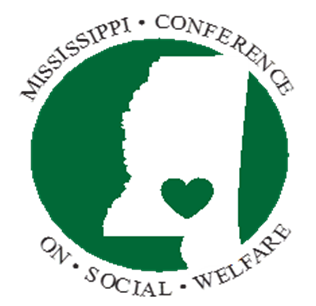 MISSISSIPPI • CONFERENCE
ON • SOCIAL • WELFARE